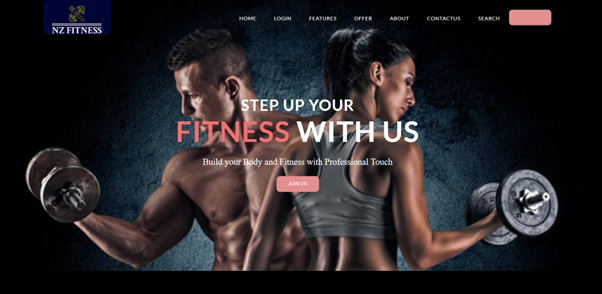 NZ FITNESS
HOME LOGIN FEATURES OFFER ABOUT CONTACTUS SEARCH
STEP UP YOUR
FITNESS WITH US
Build your Body and Fitness with Professional Touch
JOIN US